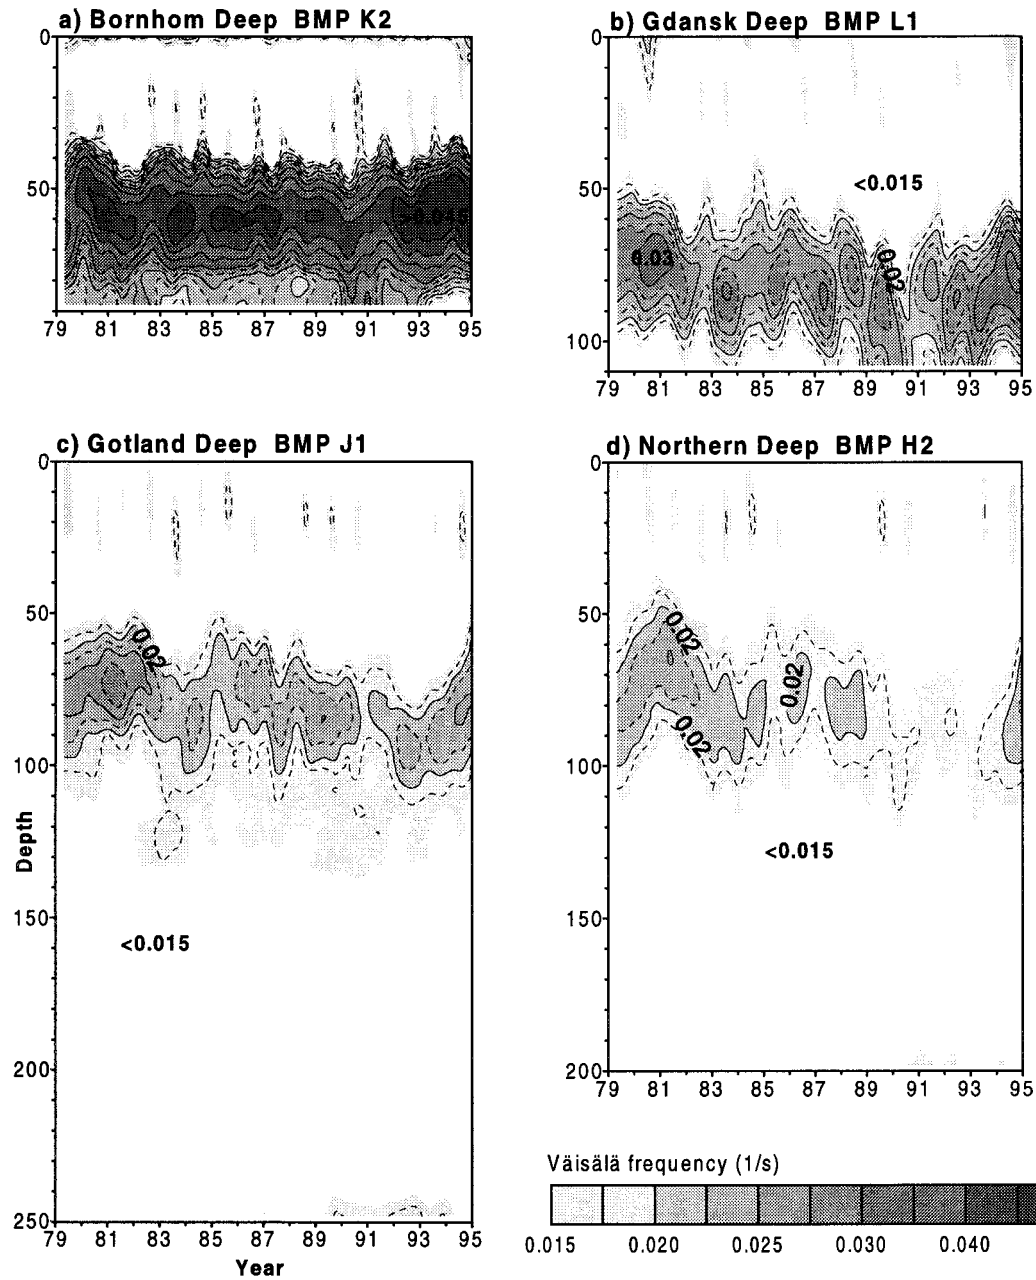 a) Bornhom Deep BMP K2
0
50
79 81 83 85 87 89 91 93 95
b) Gdansk Deep BMP L1
0
50
100
<0.015
0.03
0.02
79 81 83 85 87 89 91 93 95
c) Gotland Deep BMP J1
0
50
100
150
200
250
0.02
<0.015
Depth
79 81 83 85 87 89 91 93 95
Year
d) Northern Deep BMP H2
0
50
100
150
200
0.02
0.02
0.02
<0.015
79 81 83 85 87 89 91 93 95
Väisälä frequency (1/s)
0.015 0.020 0.025 0.030 0.040